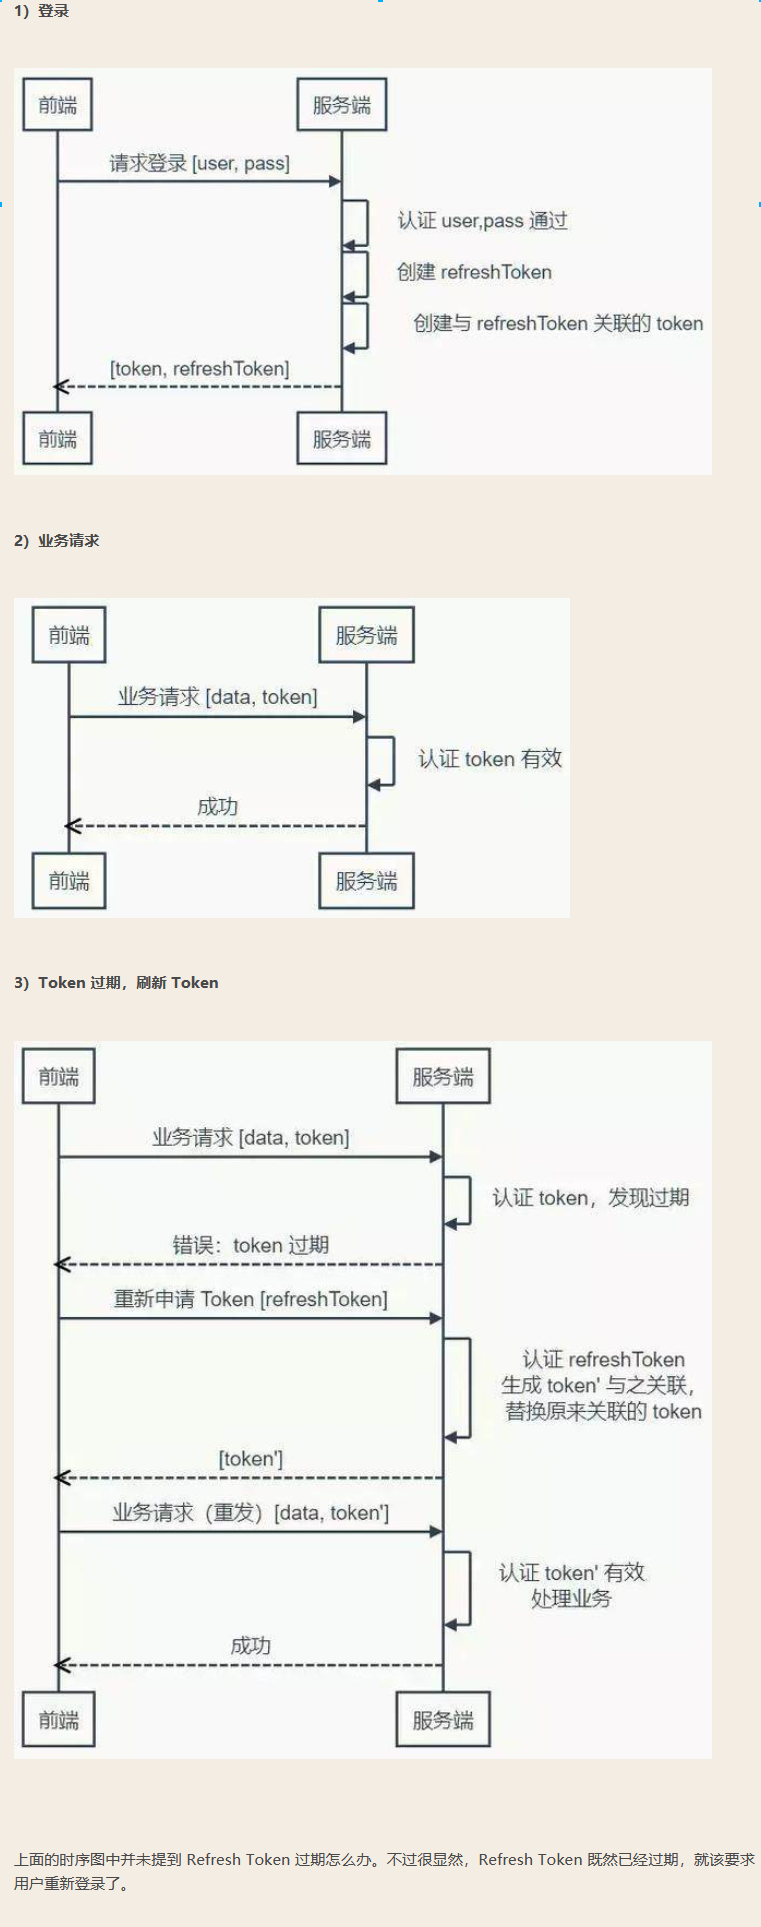 1）登录
前端
服务端
请求登录 [user, pass]
认证 user,pass 通过
创建 refreshToken
创建与 refreshToken 关联的 token
[token, refreshToken]
前端
服务端
2）业务请求
前端
服务端
业务请求 [data, token]
认证 token 有效
成功
前端
服务端
3）Token 过期，刷新 Token
前端
服务端
业务请求 [data, token]
认证 token，发现过期
错误：token 过期
重新申请 Token [refreshToken]
认证 refreshToken
生成 token' 与之关联，
替换原来关联的 token
[token']
业务请求（重发）[data, token']
认证 token' 有效
处理业务
成功
前端
服务端
上面的时序图中并未提到 Refresh Token 过期怎么办。不过很显然，Refresh Token 既然已经过期，就该要求
用户重新登录了。